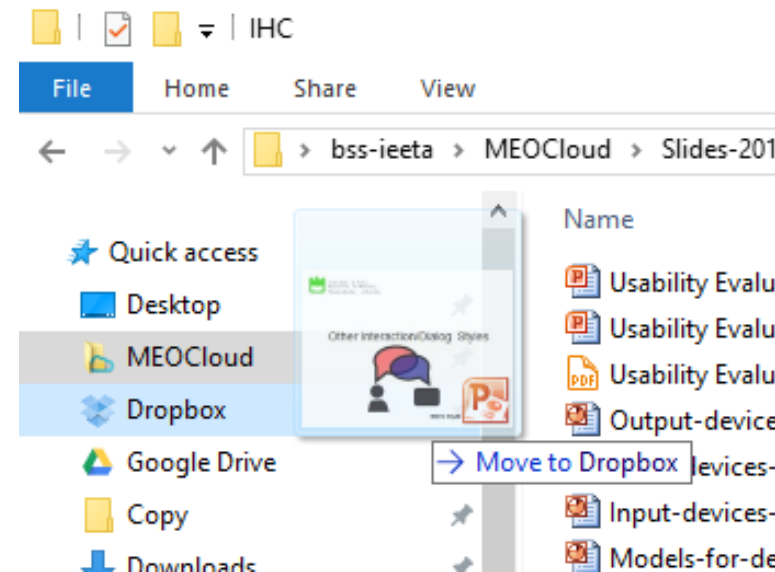 IHC
File Home Share View
bss-ieeta > MEOCloud > Slides-201
Name
Quick access
Desktop
MEOCloud
Dropbox
Google Drive
Copy
Downloads
Other Interaction/Dialog Styles
Move to Dropbox
Usability Evalu
Usability Evalu
PDF
Usability Evalu
Output-device
levices-
Input-devices-
Models-for-de